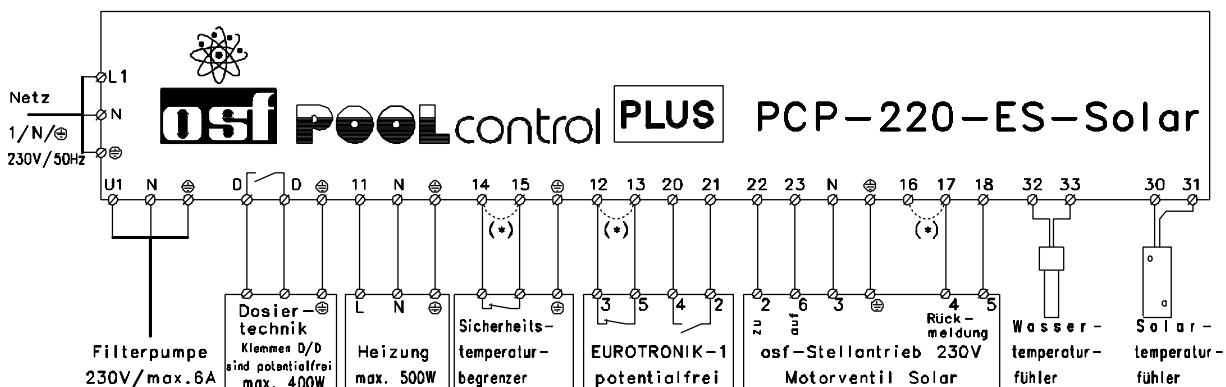 L1
Netz
N
1/N/
230V/50Hz
osf POOL control PLUS PCP-220-ES-Solar
U1 N D D 11 N 14 15 12 13 20 21 22 23 N 16 17 18 32 33 30 31
(*) (*) (*)
L N 3 5 4 2 2 6 3 4 5
zu auf
Filterpumpe
230V/max.6A
Dosier-
technik
Klemmen D/D
sind potentialfrei
max. 400W
Heizung
max. 500W
Sicherheits-
temperatur-
begrenzer
EUROTRONIK-1
potentialfrei
Rück-
meldung
osf-Stellantrieb 230V
Motorventil Solar
Wasser-
temperatur-
fühler
Solar-
temperatur-
fühler